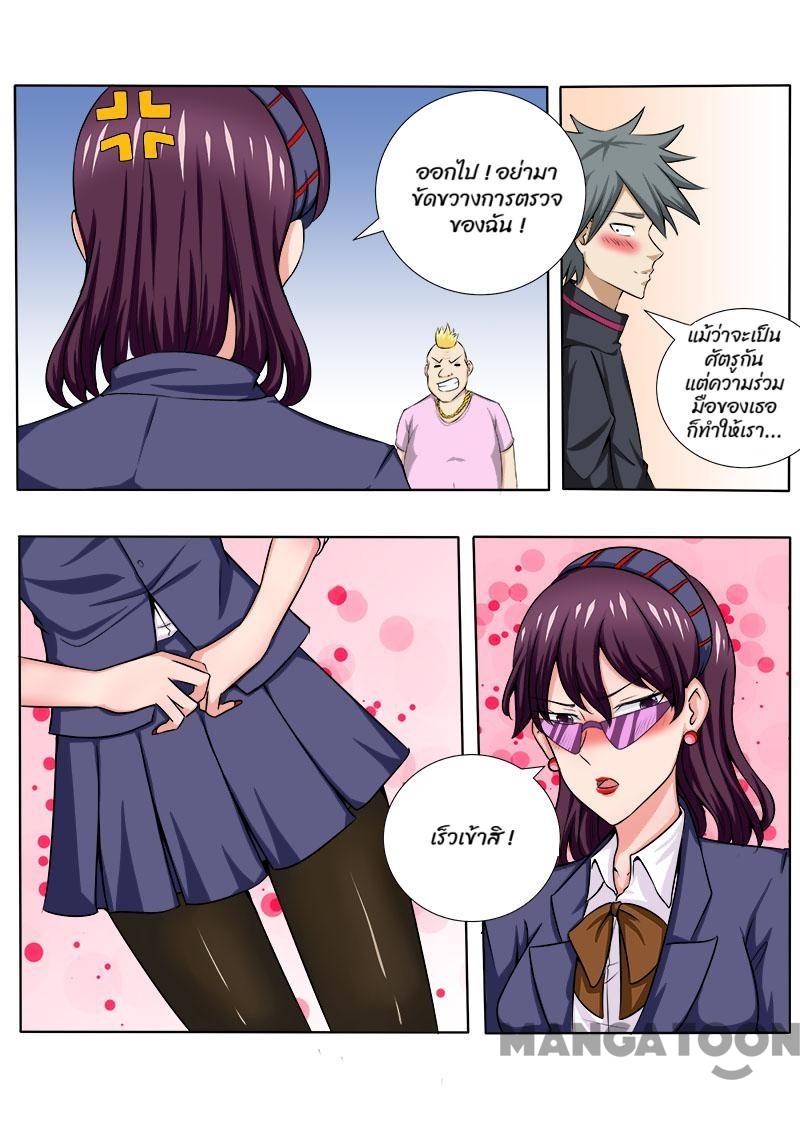 ออกไป ! อย่ามา
ขัดขวางการตรวจ
ของฉัน !
แม้ว่าจะเป็น
ศัตรูกัน
แต่ความร่วม
มือของเธอ
ก็ทำให้เรา...
เร็วเข้าสิ !
MANGATOON